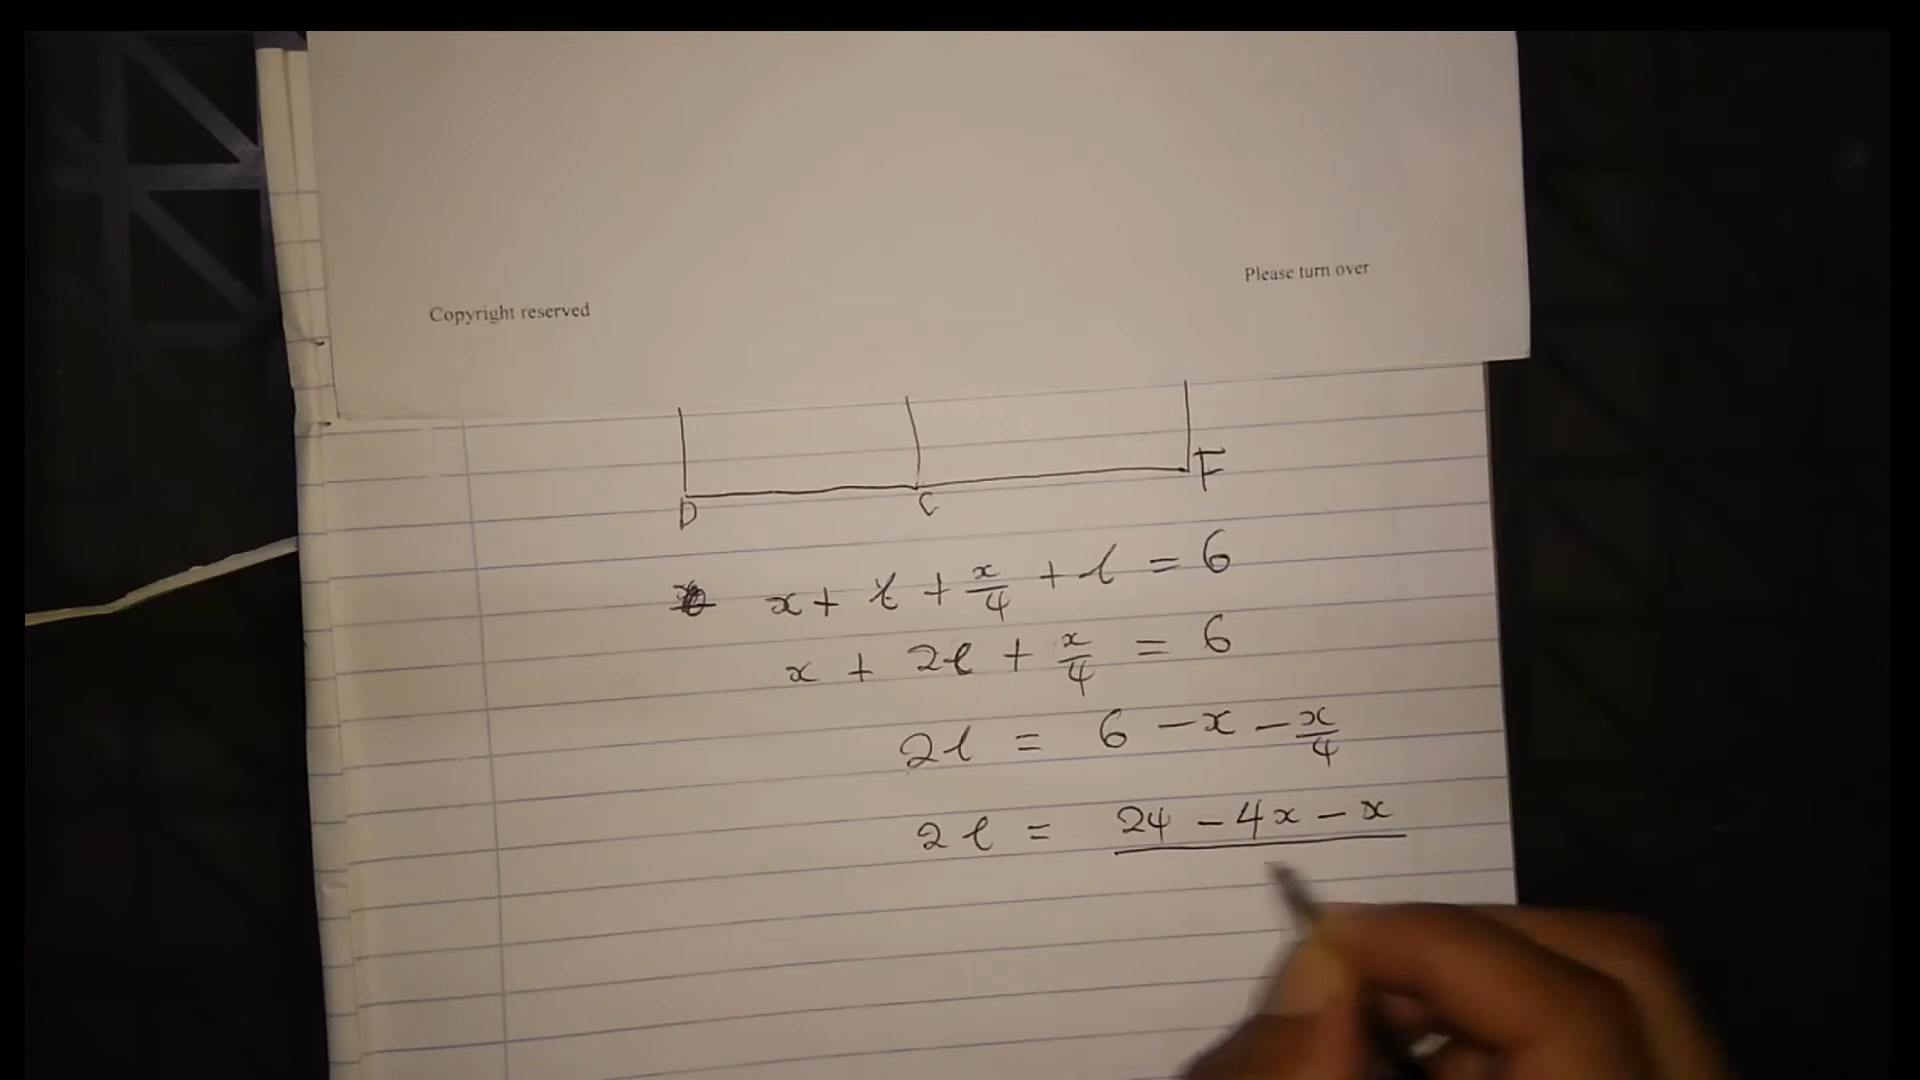 Please turn over
Copyright reserved
F
D
C
x + l + x/4 + l = 6
x + 2l + x/4 = 6
2l = 6 - x - x/4
2l = 24 - 4x - x